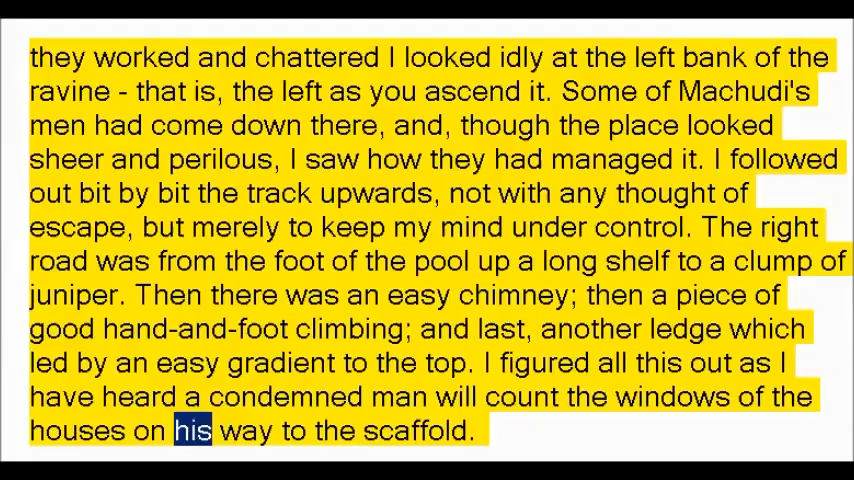 they worked and chattered I looked idly at the left bank of the
ravine - that is, the left as you ascend it. Some of Machudi's
men had come down there, and, though the place looked
sheer and perilous, I saw how they had managed it. I followed
out bit by bit the track upwards, not with any thought of
escape, but merely to keep my mind under control. The right
road was from the foot of the pool up a long shelf to a clump of
juniper. Then there was an easy chimney; then a piece of
good hand-and-foot climbing; and last, another ledge which
led by an easy gradient to the top. I figured all this out as I
have heard a condemned man will count the windows of the
houses on his way to the scaffold.